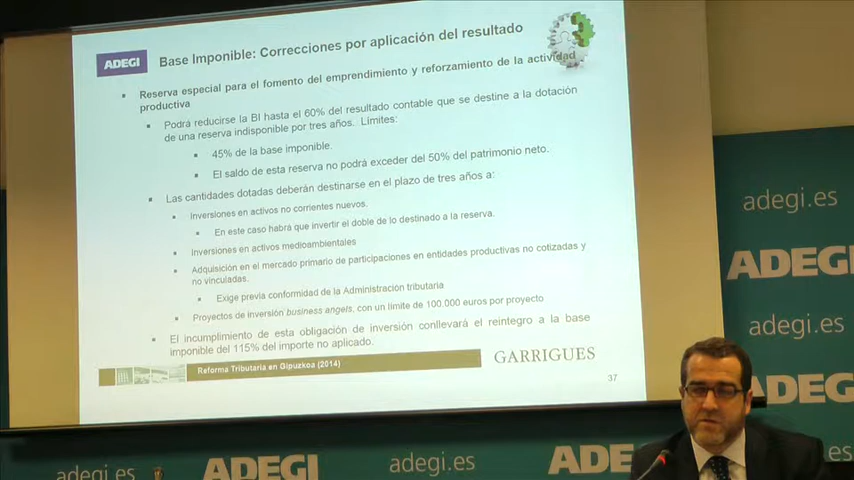 ADEGI
Base Imponible: Correcciones por aplicación del resultado
Reserva especial para el fomento del emprendimiento y reforzamiento de la actividad
productiva
Podrá reducirse la BI hasta el 60% del resultado contable que se destine a la dotación
de una reserva indisponible por tres años. Límites:
45% de la base imponible.
El saldo de esta reserva no podrá exceder del 50% del patrimonio neto.
Las cantidades dotadas deberán destinarse en el plazo de tres años a:
Inversiones en activos no corrientes nuevos.
En este caso habrá que invertir el doble de lo destinado a la reserva.
Inversiones en activos medioambientales
Adquisición en el mercado primario de participaciones en entidades productivas no cotizadas y
no vinculadas.
Exige previa conformidad de la Administración tributaria
Proyectos de inversión business angels, con un límite de 100.000 euros por proyecto
El incumplimiento de esta obligación de inversión conllevará el reintegro a la base
imponible del 115% del importe no aplicado.
Reforma Tributaria en Gipuzkoa (2014)
GARRIGUES
37
adegi.es
ADEGI
adegi.es
ADEGI
adegi.es
ADEGI
adegi.es
ADEGI
.es